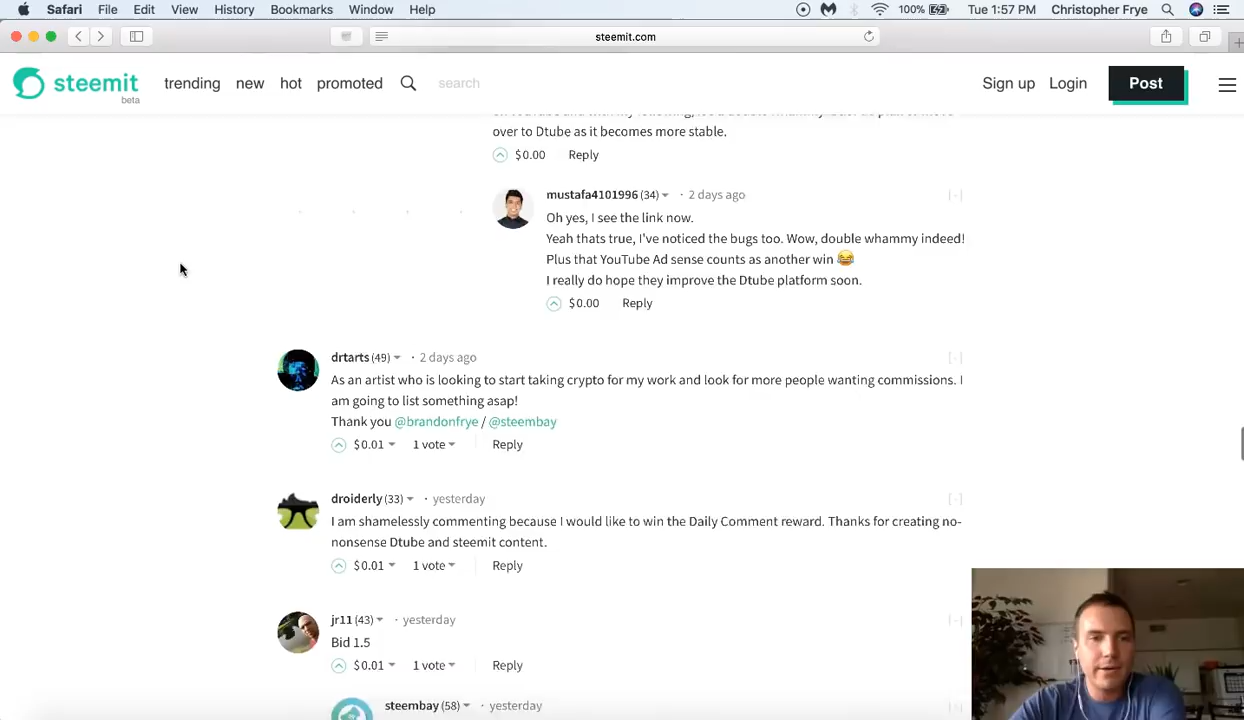 Safari File Edit View History Bookmarks Window Help 100% Tue 1:57 PM Christopher Frye
steemit.com
steemit trending new hot promoted search Sign up Login Post
beta
over to Dtube as it becomes more stable.
$0.00 Reply
mustafa4101996 (34) · 2 days ago [-]
Oh yes, I see the link now.
Yeah thats true, I've noticed the bugs too. Wow, double whammy indeed!
Plus that YouTube Ad sense counts as another win 😂
I really do hope they improve the Dtube platform soon.
$0.00 Reply
drtarts (49) · 2 days ago [-]
As an artist who is looking to start taking crypto for my work and look for more people wanting commissions. I
am going to list something asap!
Thank you @brandonfrye / @steembay
$0.01 1 vote Reply
droiderly (33) · yesterday [-]
I am shamelessly commenting because I would like to win the Daily Comment reward. Thanks for creating no-
nonsense Dtube and steemit content.
$0.01 1 vote Reply
jr11 (43) · yesterday [-]
Bid 1.5
$0.01 1 vote Reply
steembay (58) · yesterday [-]